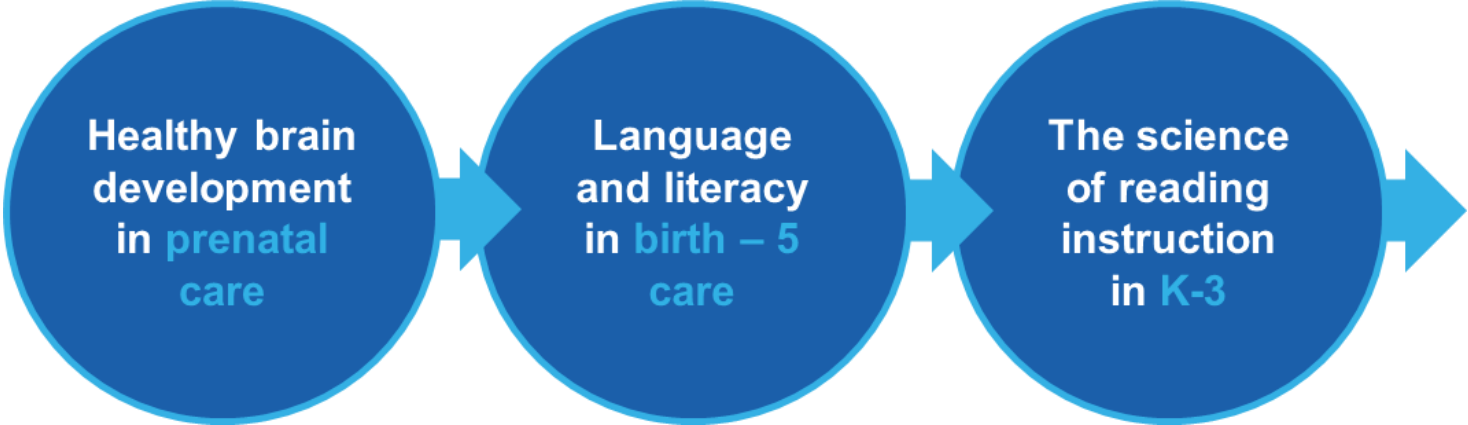 Healthy brain
development
in prenatal
care
Language
and literacy
in birth – 5
care
The science
of reading
instruction
in K-3